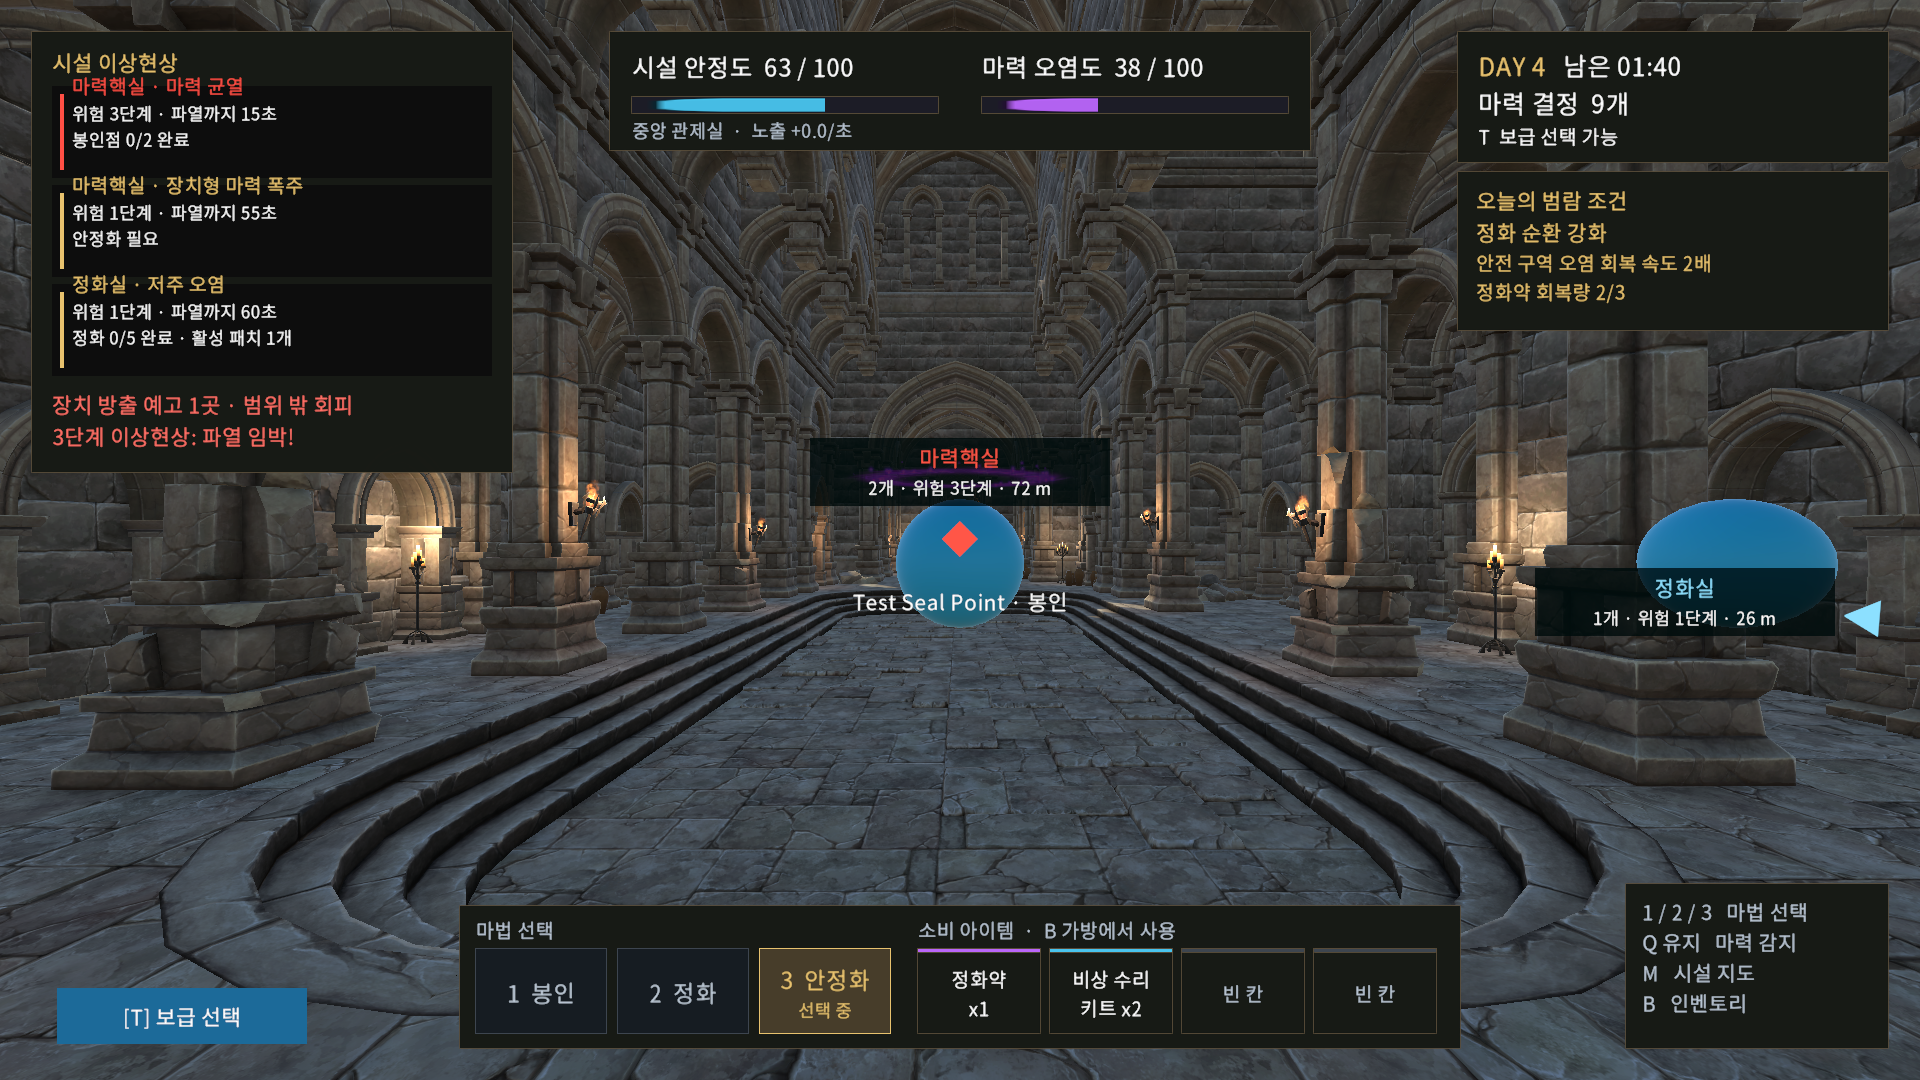 시설 이상현상
마력핵실 · 마력 균열
위험 3단계 · 파열까지 15초
봉인점 0/2 완료
마력핵실 · 장치형 마력 폭주
위험 1단계 · 파열까지 55초
안정화 필요
정화실 · 저주 오염
위험 1단계 · 파열까지 60초
정화 0/5 완료 · 활성 패치 1개
장치 방출 예고 1곳 · 범위 밖 회피
3단계 이상현상: 파열 임박!
시설 안정도 63 / 100
마력 오염도 38 / 100
중앙 관제실 · 노출 +0.0/초
DAY 4 남은 01:40
마력 결정 9개
T 보급 선택 가능
오늘의 범람 조건
정화 순환 강화
안전 구역 오염 회복 속도 2배
정화약 회복량 2/3
마력핵실
2개 · 위험 3단계 · 72 m
Test Seal Point · 봉인
정화실
1개 · 위험 1단계 · 26 m
[T] 보급 선택
마법 선택
1 봉인
2 정화
3 안정화
선택 중
소비 아이템 · B 가방에서 사용
정화약
x1
비상 수리
키트 x2
빈 칸
빈 칸
1 / 2 / 3 마법 선택
Q 유지 마력 감지
M 시설 지도
B 인벤토리